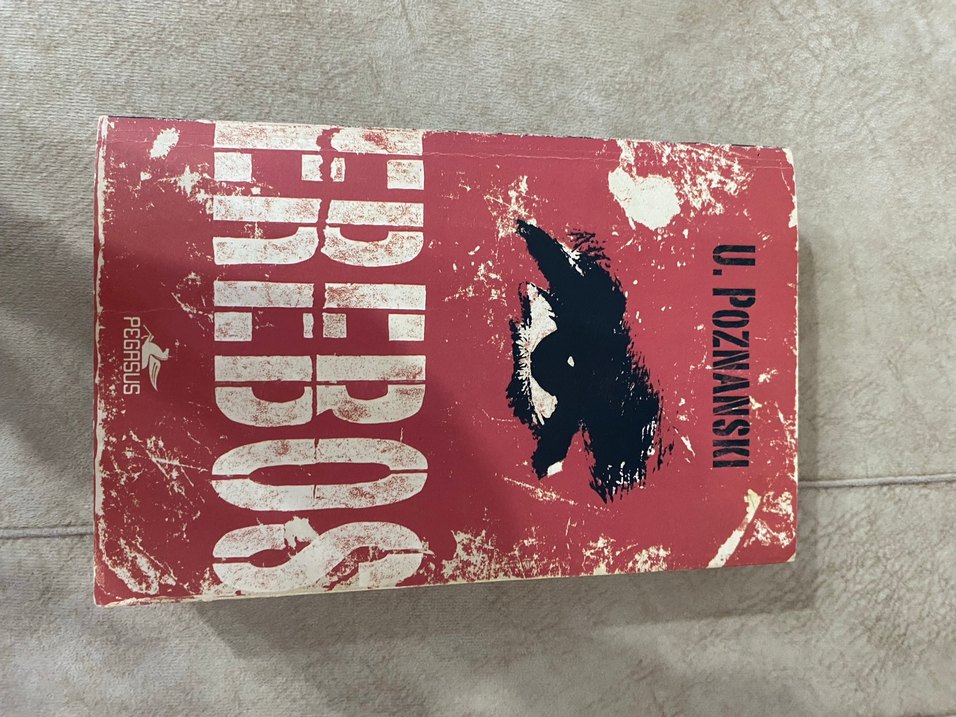 U. POZNANSKI
EREBOS
PEGASUS